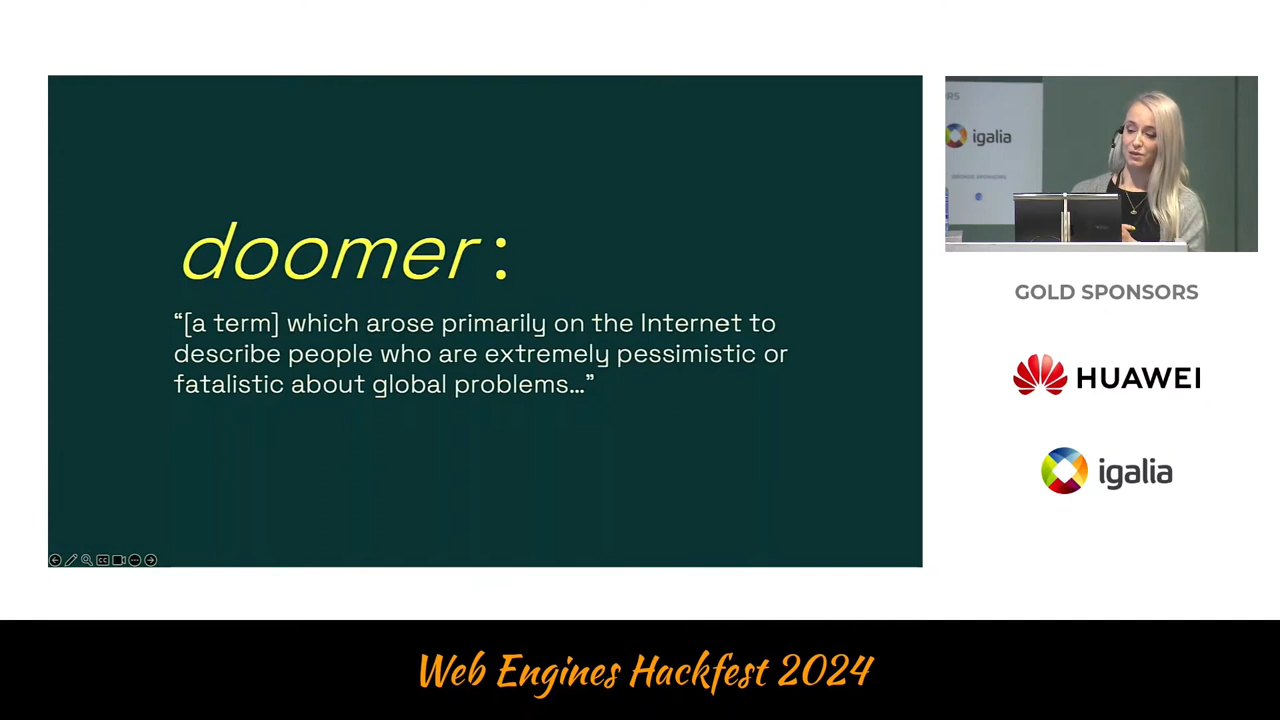 doomer:
“[a term] which arose primarily on the Internet to
describe people who are extremely pessimistic or
fatalistic about global problems…”
igalia
GOLD SPONSORS
HUAWEI
igalia
Web Engines Hackfest 2024